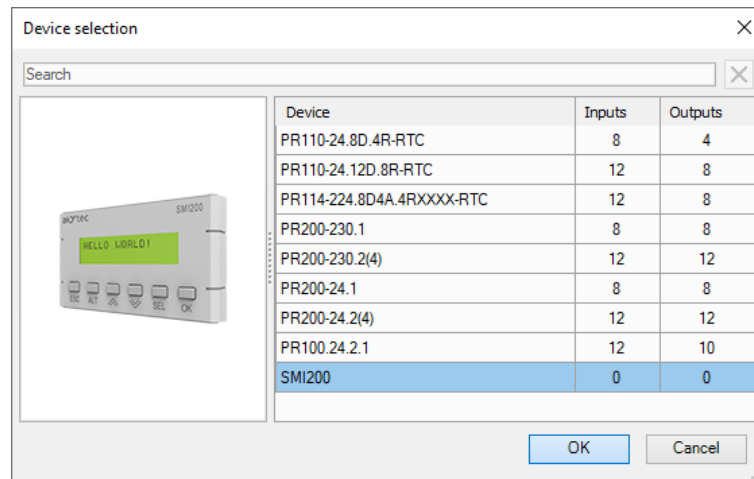 Device selection
Search
Device Inputs Outputs
PR110-24.8D.4R-RTC 8 4
PR110-24.12D.8R-RTC 12 8
PR114-224.8D4A.4RXXXX-RTC 12 8
PR200-230.1 8 8
PR200-230.2(4) 12 12
PR200-24.1 8 8
PR200-24.2(4) 12 12
PR100.24.2.1 12 10
SMI200 0 0
akYtec SMI200
HELLO WORLD!
ESC ALT SEL OK
OK Cancel